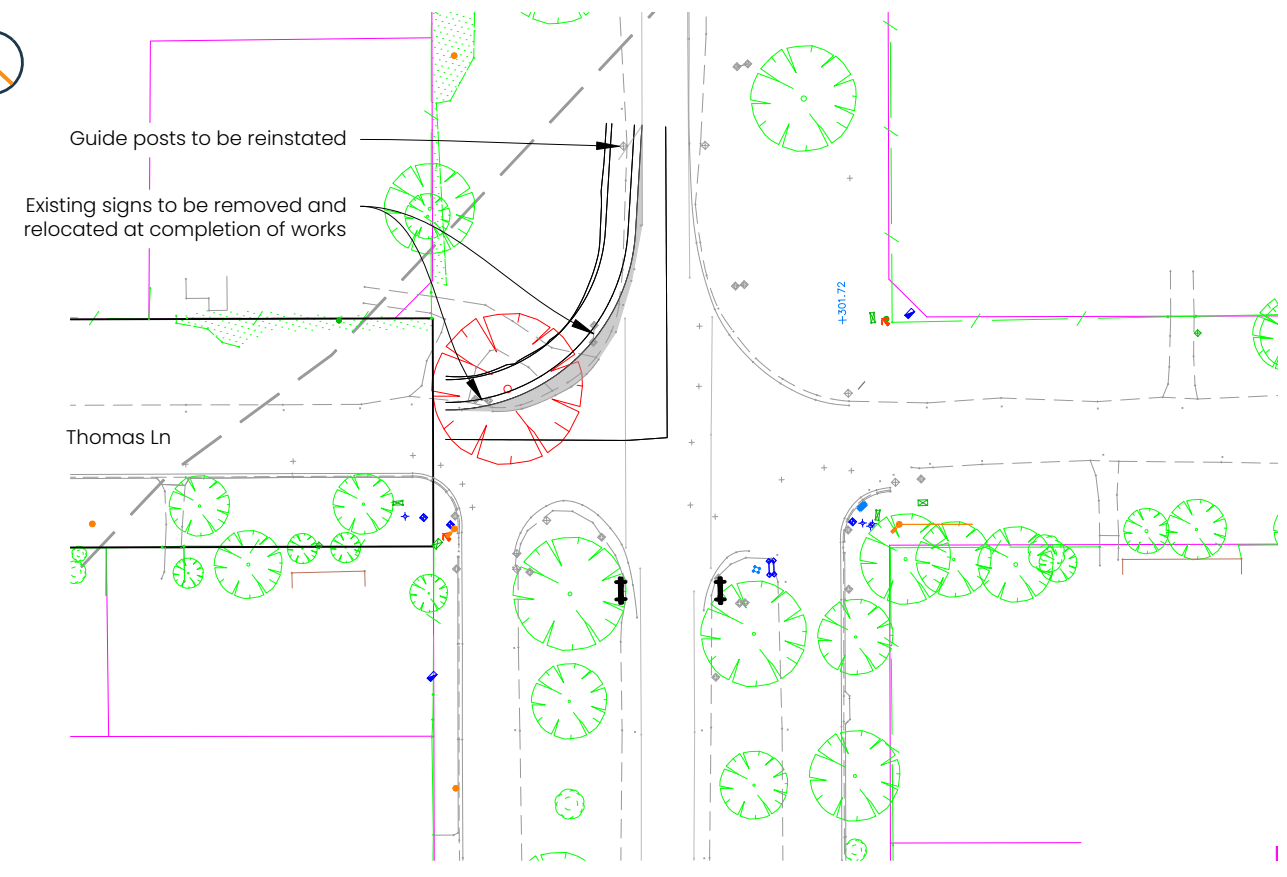 Guide posts to be reinstated
Existing signs to be removed and
relocated at completion of works
+301.72
Thomas Ln